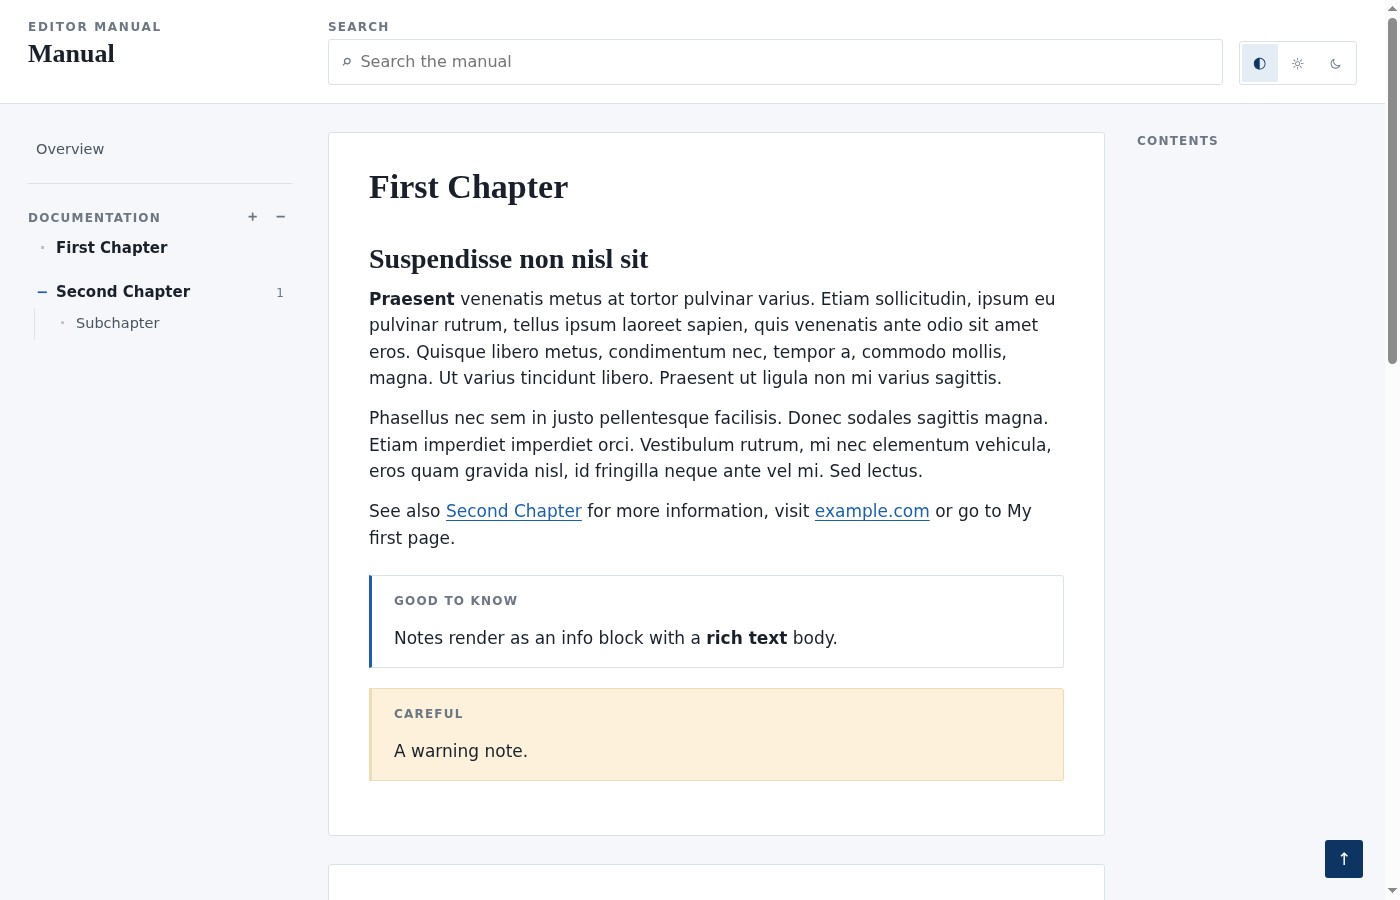 EDITOR MANUAL
Manual
SEARCH
Search the manual
Overview
DOCUMENTATION + −
First Chapter
− Second Chapter 1
Subchapter
First Chapter
Suspendisse non nisl sit
Praesent venenatis metus at tortor pulvinar varius. Etiam sollicitudin, ipsum eu
pulvinar rutrum, tellus ipsum laoreet sapien, quis venenatis ante odio sit amet
eros. Quisque libero metus, condimentum nec, tempor a, commodo mollis,
magna. Ut varius tincidunt libero. Praesent ut ligula non mi varius sagittis.
Phasellus nec sem in justo pellentesque facilisis. Donec sodales sagittis magna.
Etiam imperdiet imperdiet orci. Vestibulum rutrum, mi nec elementum vehicula,
eros quam gravida nisl, id fringilla neque ante vel mi. Sed lectus.
See also Second Chapter for more information, visit example.com or go to My
first page.
GOOD TO KNOW
Notes render as an info block with a rich text body.
CAREFUL
A warning note.
CONTENTS
↑